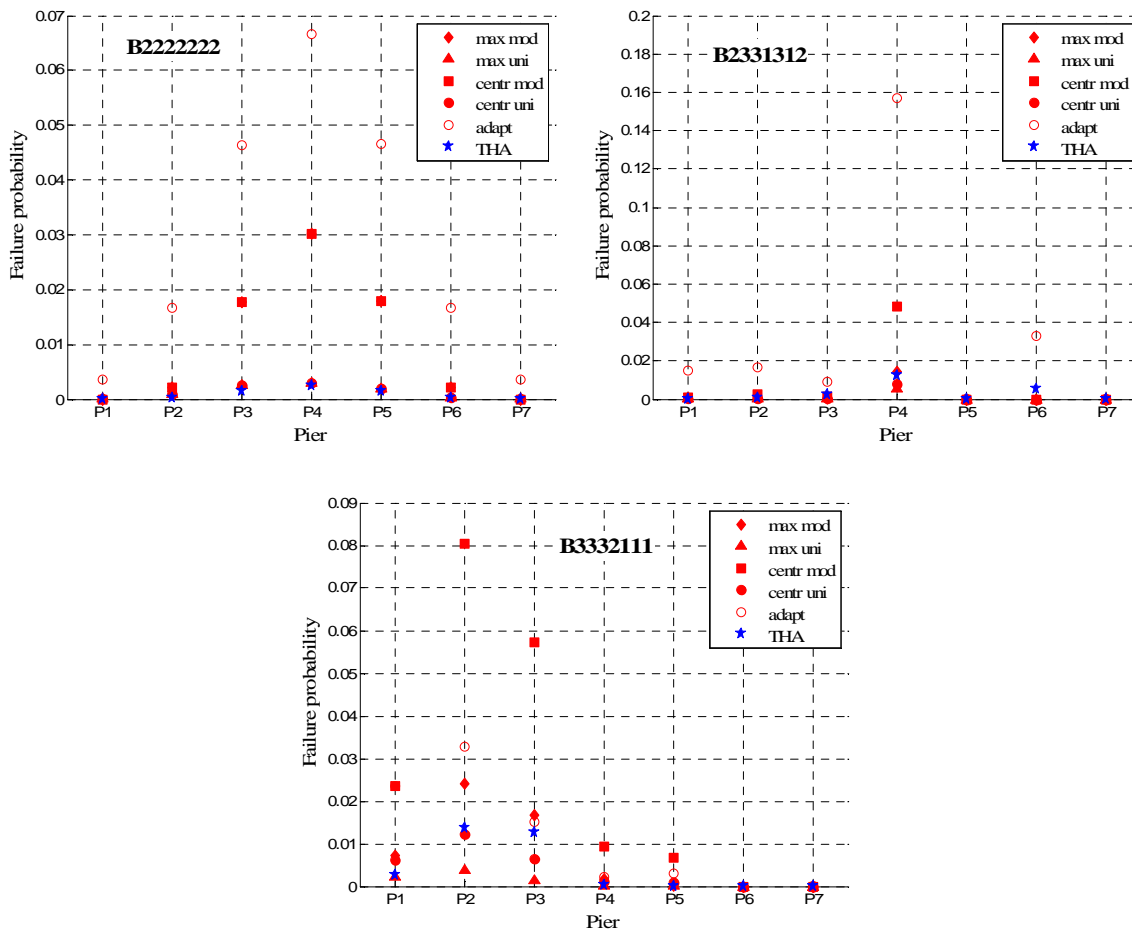 B2222222
max mod
max uni
centr mod
centr uni
adapt
THA
Failure probability
0.07
0.06
0.05
0.04
0.03
0.02
0.01
0
P1 P2 P3 P4 P5 P6 P7
Pier
B2331312
max mod
max uni
centr mod
centr uni
adapt
THA
Failure probability
0.2
0.18
0.16
0.14
0.12
0.1
0.08
0.06
0.04
0.02
0
P1 P2 P3 P4 P5 P6 P7
Pier
B3332111
max mod
max uni
centr mod
centr uni
adapt
THA
Failure probability
0.09
0.08
0.07
0.06
0.05
0.04
0.03
0.02
0.01
0
P1 P2 P3 P4 P5 P6 P7
Pier